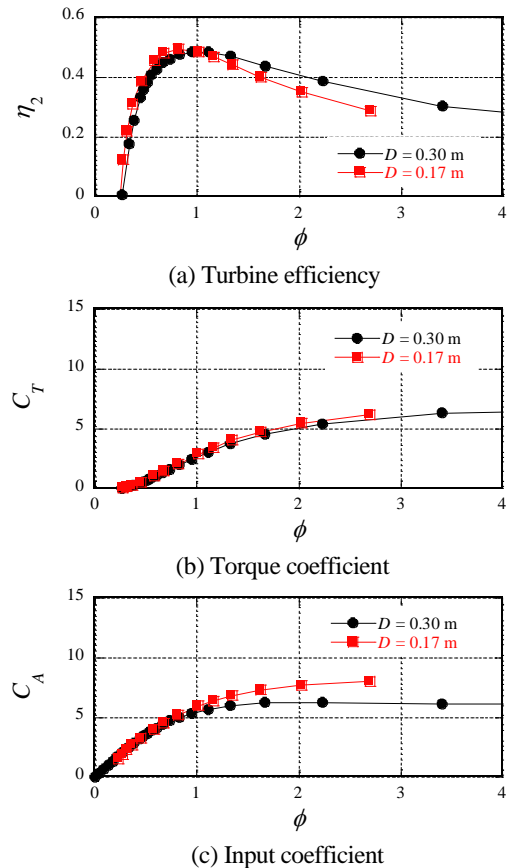 0.6
0.4
0.2
0
η2
D = 0.30 m
D = 0.17 m
0 1 2 3 4
ϕ
(a) Turbine efficiency
15
10
5
0
CT
D = 0.30 m
D = 0.17 m
0 1 2 3 4
ϕ
(b) Torque coefficient
15
10
5
0
CA
D = 0.30 m
D = 0.17 m
0 1 2 3 4
ϕ
(c) Input coefficient